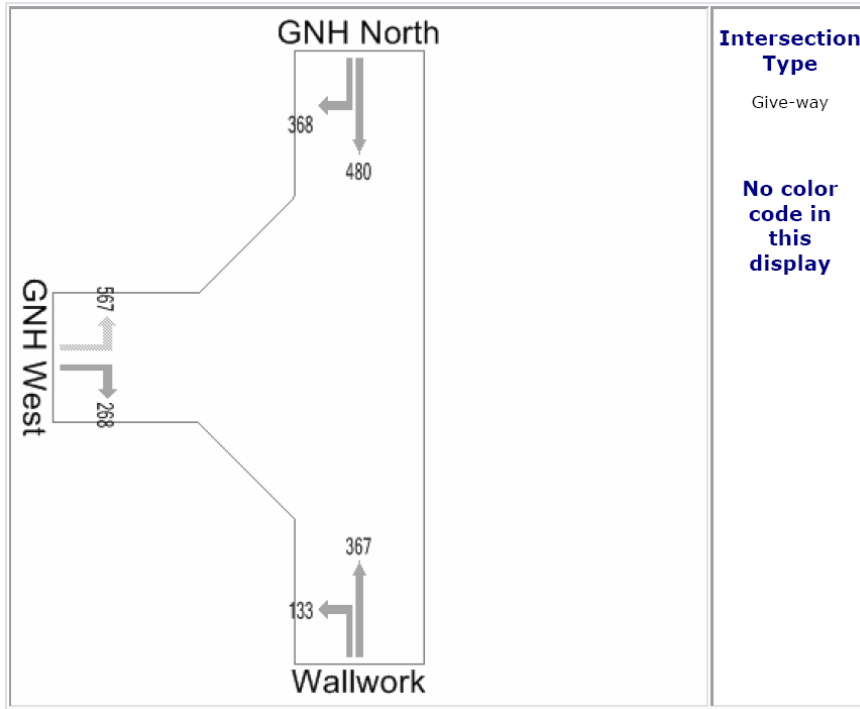 GNH North
368
480
GNH West
567
268
367
133
Wallwork
Intersection
Type
Give-way
No color
code in
this
display